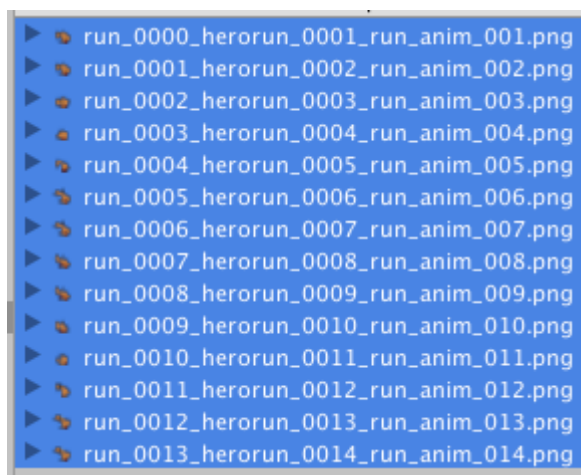 run_0000_herorun_0001_run_anim_001.png
run_0001_herorun_0002_run_anim_002.png
run_0002_herorun_0003_run_anim_003.png
run_0003_herorun_0004_run_anim_004.png
run_0004_herorun_0005_run_anim_005.png
run_0005_herorun_0006_run_anim_006.png
run_0006_herorun_0007_run_anim_007.png
run_0007_herorun_0008_run_anim_008.png
run_0008_herorun_0009_run_anim_009.png
run_0009_herorun_0010_run_anim_010.png
run_0010_herorun_0011_run_anim_011.png
run_0011_herorun_0012_run_anim_012.png
run_0012_herorun_0013_run_anim_013.png
run_0013_herorun_0014_run_anim_014.png